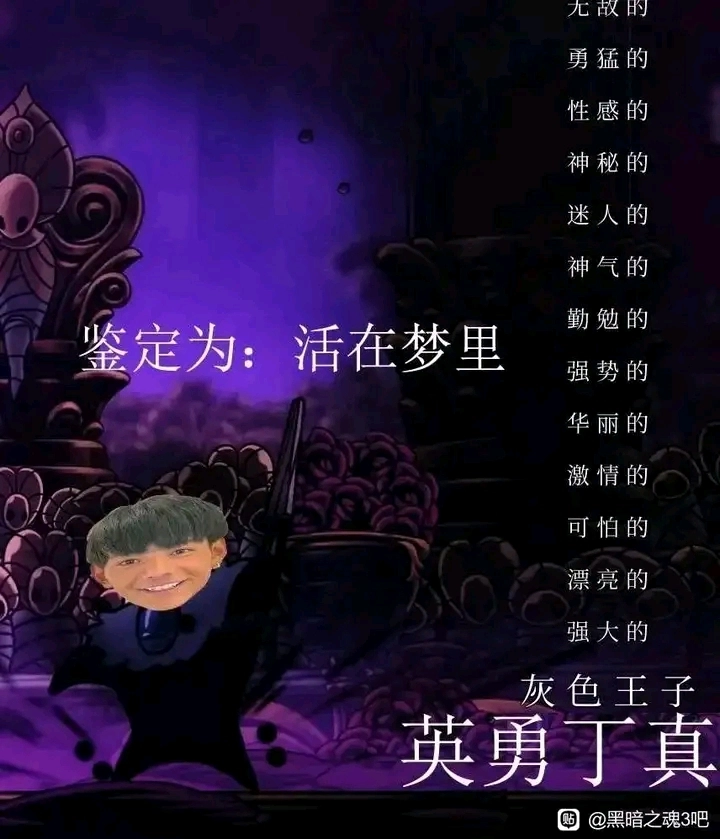 无敌的
勇猛的
性感的
神秘的
迷人的
神气的
勤勉的
鉴定为：活在梦里
强势的
华丽的
激情的
可怕的
漂亮的
强大的
灰色王子
英勇丁真
贴 @黑暗之魂3吧